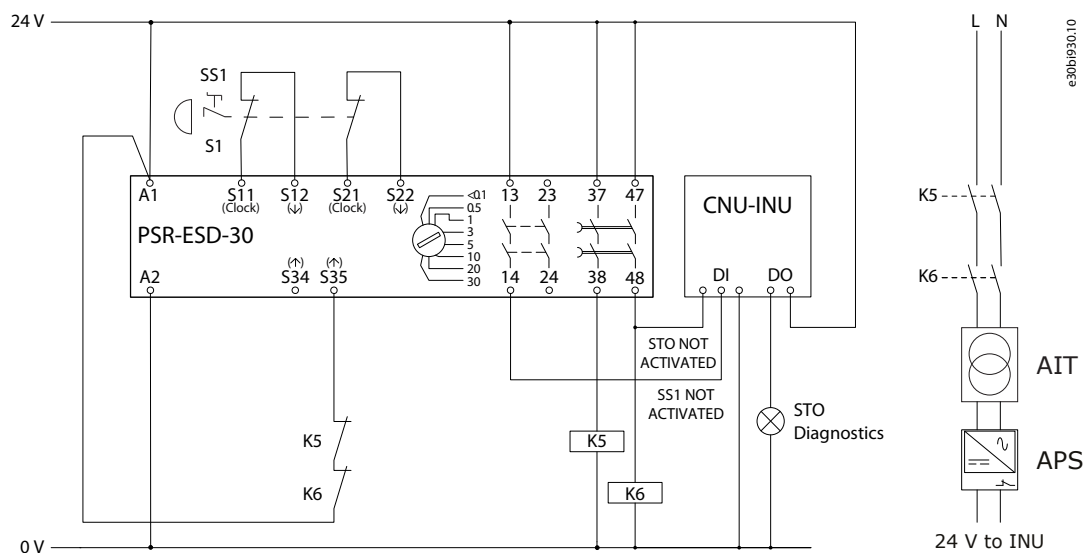 24 V
L N
e30bi930.10
SS1
S1
A1
S11
(Clock)
S12
(↓)
S21
(Clock)
S22
(↓)
<0.1
0.5
1
3
5
10
20
30
13
23
37
47
CNU-INU
K5
PSR-ESD-30
A2
(↑)
S34
(↑)
S35
14
24
38
48
DI
DO
K6
STO NOT
ACTIVATED
SS1 NOT
ACTIVATED
STO
Diagnostics
AIT
K5
K6
K5
K6
APS
0 V
24 V to INU